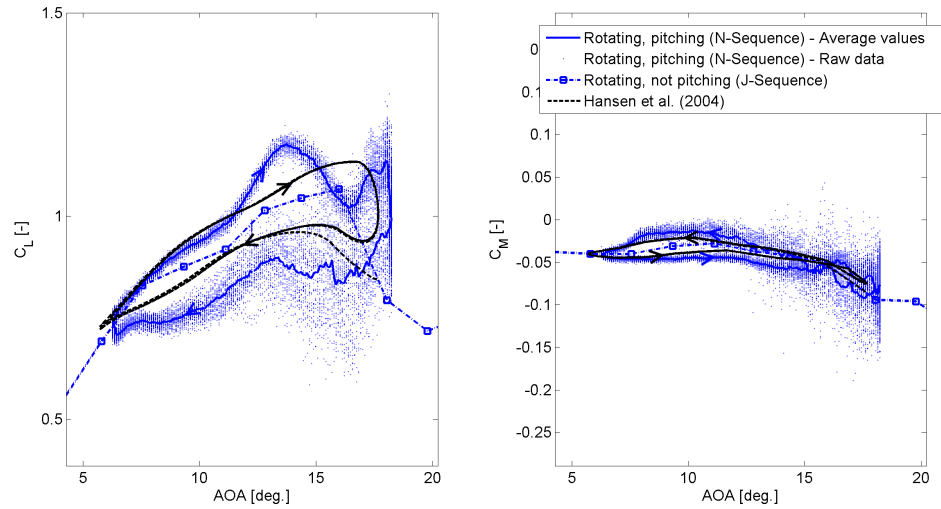 1.5
1
0.5
C_L [-]
5
10
15
20
AOA [deg.]
Rotating, pitching (N-Sequence) - Average values
Rotating, pitching (N-Sequence) - Raw data
Rotating, not pitching (J-Sequence)
Hansen et al. (2004)
0.1
0.05
0
-0.05
-0.1
-0.15
-0.2
-0.25
C_M [-]
5
10
15
20
AOA [deg.]